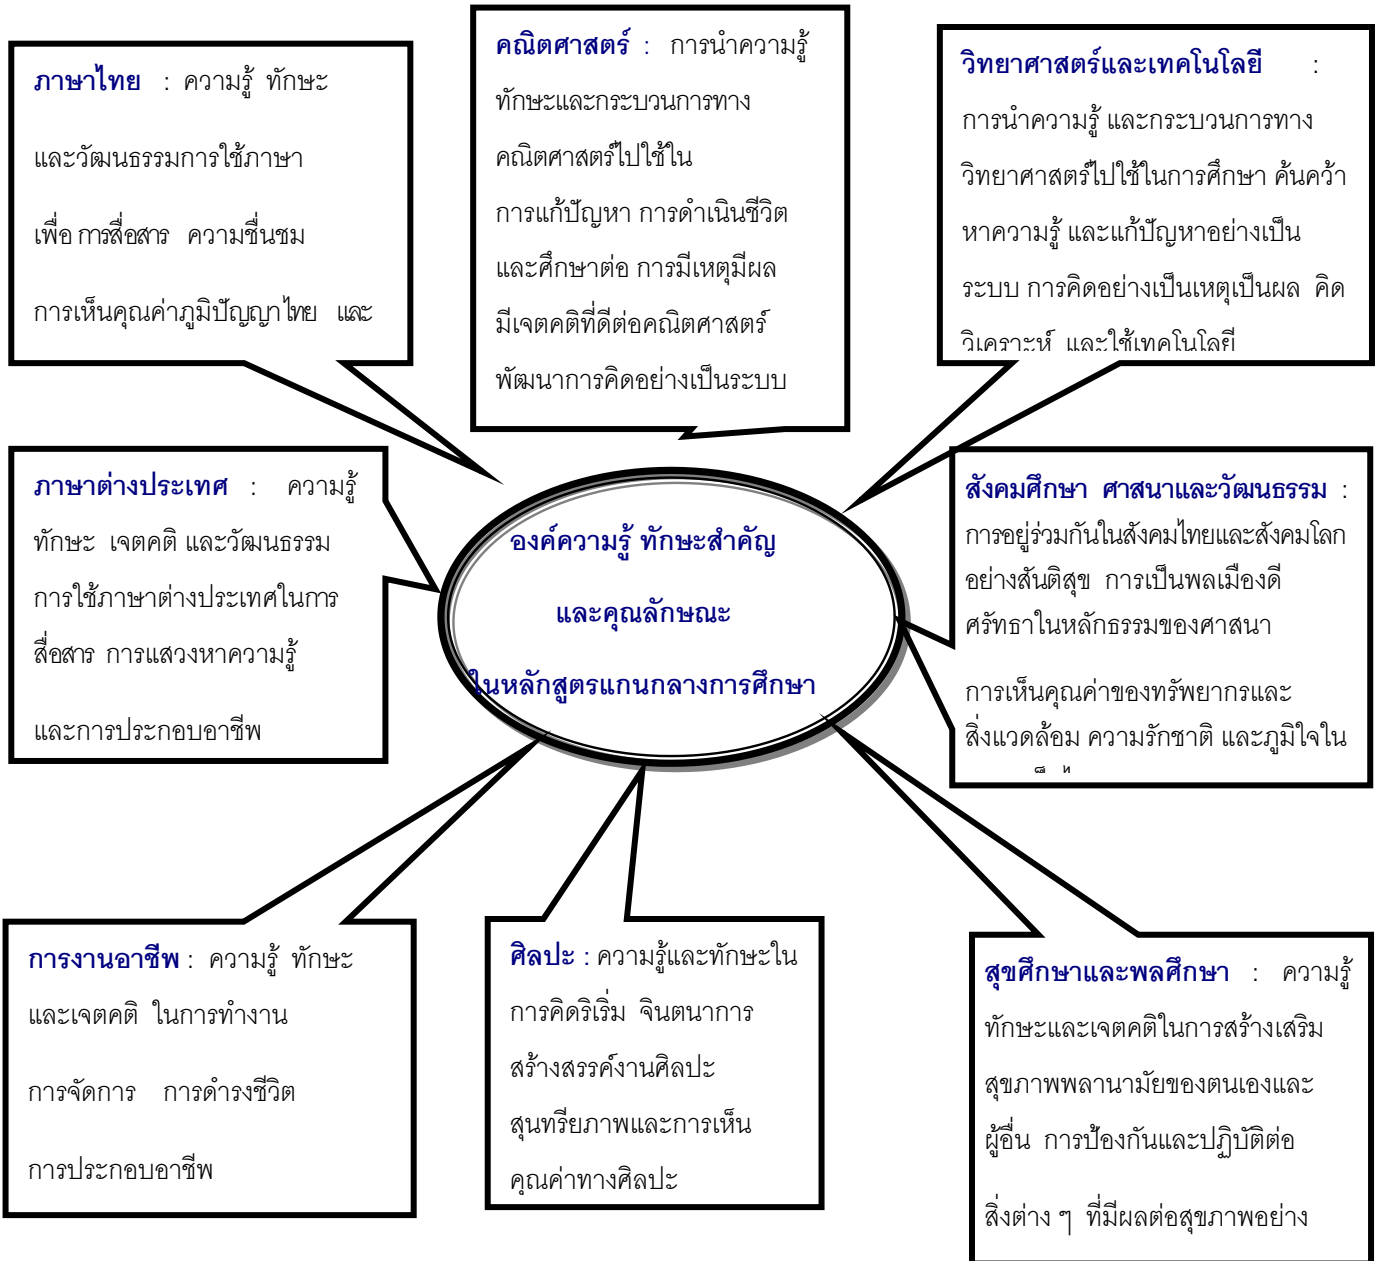 ภาษาไทย : ความรู้ ทักษะ
และวัฒนธรรมการใช้ภาษา
เพื่อ การสื่อสาร ความชื่นชม
การเห็นคุณค่าภูมิปัญญาไทย และ
คณิตศาสตร์ : การนำความรู้
ทักษะและกระบวนการทาง
คณิตศาสตร์ไปใช้ใน
การแก้ปัญหา การดำเนินชีวิต
และศึกษาต่อ การมีเหตุมีผล
มีเจตคติที่ดีต่อคณิตศาสตร์
พัฒนาการคิดอย่างเป็นระบบ
วิทยาศาสตร์และเทคโนโลยี :
การนำความรู้ และกระบวนการทาง
วิทยาศาสตร์ไปใช้ในการศึกษา ค้นคว้า
หาความรู้ และแก้ปัญหาอย่างเป็น
ระบบ การคิดอย่างเป็นเหตุเป็นผล คิด
วิเคราะห์ และใช้เทคโนโลยี
ภาษาต่างประเทศ : ความรู้
ทักษะ เจตคติ และวัฒนธรรม
การใช้ภาษาต่างประเทศในการ
สื่อสาร การแสวงหาความรู้
และการประกอบอาชีพ
องค์ความรู้ ทักษะสำคัญ
และคุณลักษณะ
ในหลักสูตรแกนกลางการศึกษา
สังคมศึกษา ศาสนาและวัฒนธรรม :
การอยู่ร่วมกันในสังคมไทยและสังคมโลก
อย่างสันติสุข การเป็นพลเมืองดี
ศรัทธาในหลักธรรมของศาสนา
การเห็นคุณค่าของทรัพยากรและ
สิ่งแวดล้อม ความรักชาติ และภูมิใจใน
การงานอาชีพ : ความรู้ ทักษะ
และเจตคติ ในการทำงาน
การจัดการ การดำรงชีวิต
การประกอบอาชีพ
ศิลปะ : ความรู้และทักษะใน
การคิดริเริ่ม จินตนาการ
สร้างสรรค์งานศิลปะ
สุนทรียภาพและการเห็น
คุณค่าทางศิลปะ
สุขศึกษาและพลศึกษา : ความรู้
ทักษะและเจตคติในการสร้างเสริม
สุขภาพพลานามัยของตนเองและ
ผู้อื่น การป้องกันและปฏิบัติต่อ
สิ่งต่าง ๆ ที่มีผลต่อสุขภาพอย่าง